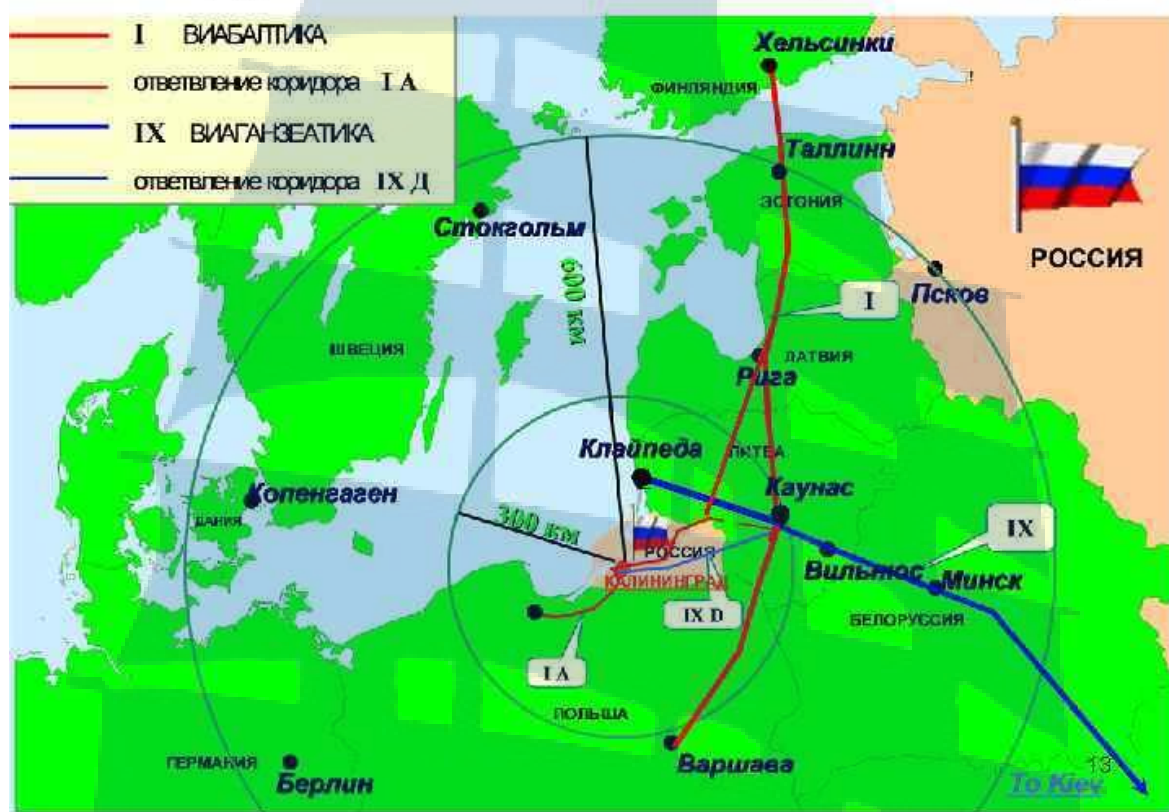 I ВИАБАЛТИКА
ответвление коридора I A
IX ВИАГАНЗЕАТИКА
ответвление коридора IX Д
Хельсинки
ФИНЛЯНДИЯ
Таллинн
ЭСТОНИЯ
Стокгольм
РОССИЯ
600 км
Псков
I
ШВЕЦИЯ
ЛАТВИЯ
Рига
Клайпеда
ЛИТВА
Каунас
Копенгаген
ДАНИЯ
300 км
IX
РОССИЯ
КАЛИНИНГРАД
Вильнюс
Минск
IX D
БЕЛОРУССИЯ
I A
ПОЛЬША
ГЕРМАНИЯ
Варшава
Берлин
13
To Kiev